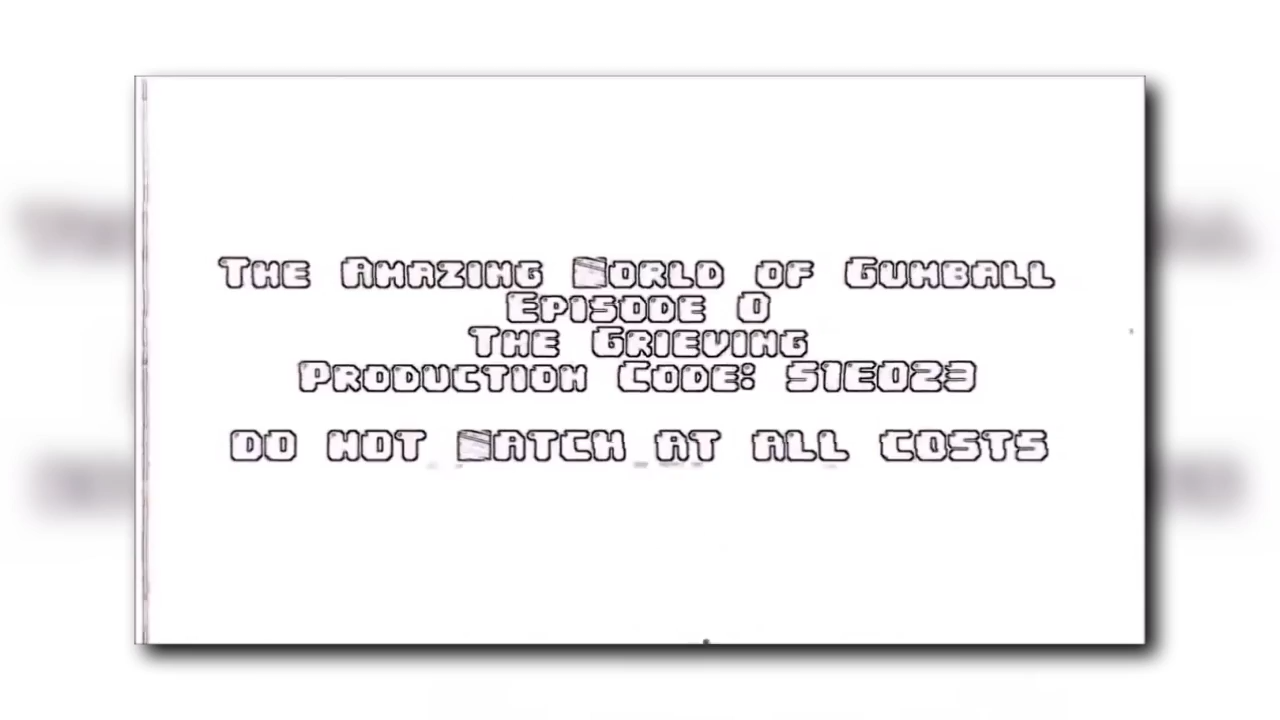 The Amazing World of Gumball
Episode 0
The Grieving
Production Code: S1E023
DO NOT WATCH AT ALL COSTS